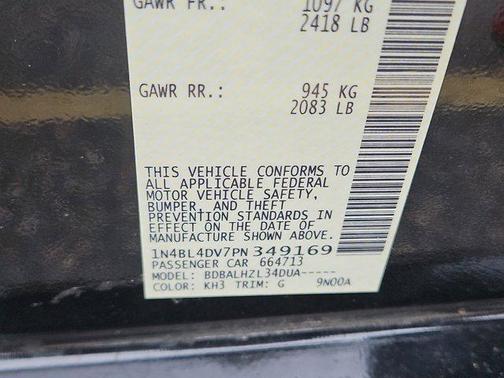 GAWR FR.: 1097 KG
2418 LB
GAWR RR.: 945 KG
2083 LB
THIS VEHICLE CONFORMS TO
ALL APPLICABLE FEDERAL
MOTOR VEHICLE SAFETY,
BUMPER, AND THEFT
PREVENTION STANDARDS IN
EFFECT ON THE DATE OF
MANUFACTURE SHOWN ABOVE.
1N4BL4DV7PN349169
PASSENGER CAR 664713
MODEL: BDBALHZL34DUA-----
COLOR: KH3 TRIM: G 9N00A